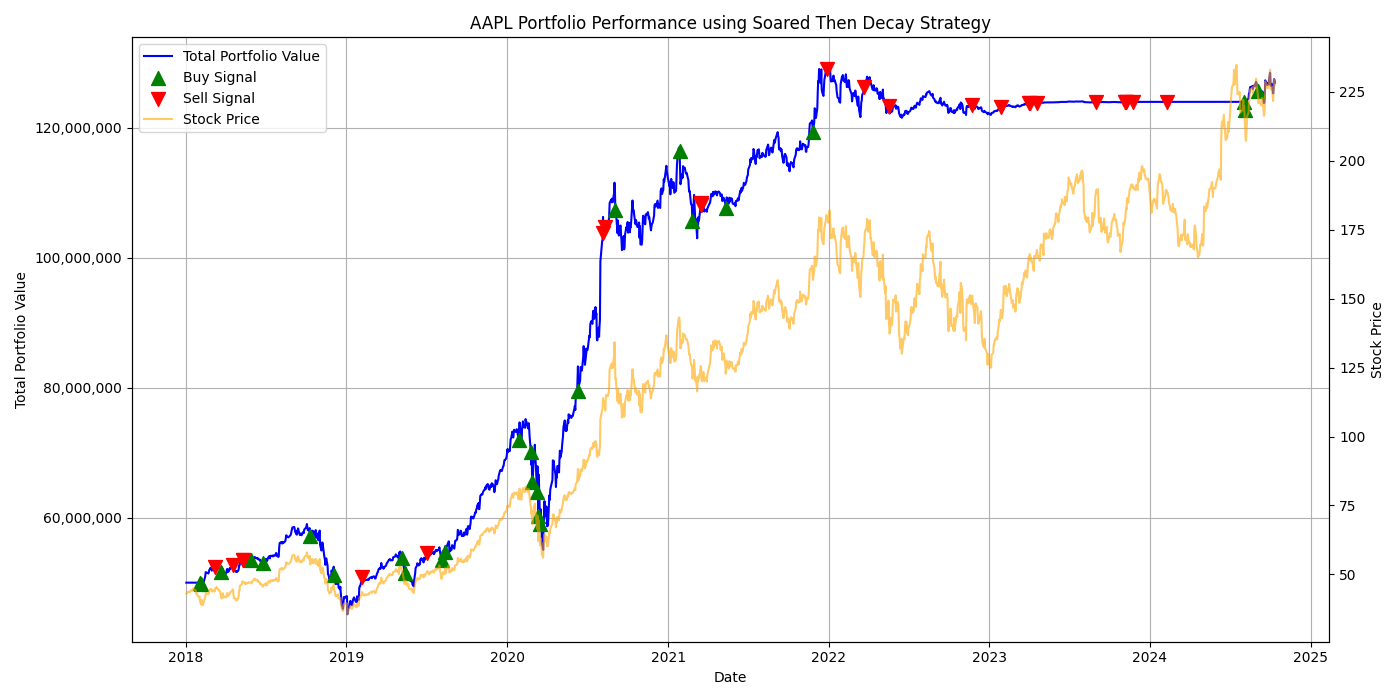 AAPL Portfolio Performance using Soared Then Decay Strategy
Total Portfolio Value
Buy Signal
Sell Signal
Stock Price
120,000,000
100,000,000
80,000,000
60,000,000
Total Portfolio Value
225
200
175
150
125
100
75
50
Stock Price
2018 2019 2020 2021 2022 2023 2024 2025
Date